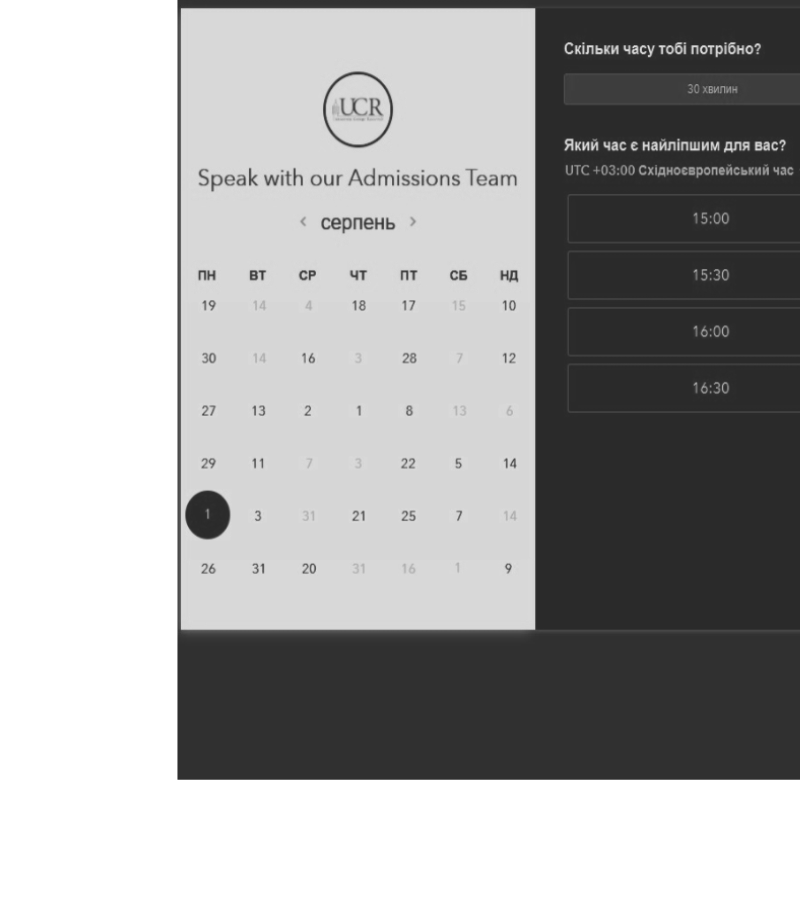 UCR
Speak with our Admissions Team
серпень
ПН ВТ СР ЧТ ПТ СБ НД
19 14 4 18 17 15 10
30 14 16 3 28 7 12
27 13 2 1 8 13 6
29 11 7 3 22 5 14
1 3 31 21 25 7 14
26 31 20 31 16 1 9
Скільки часу тобі потрібно?
30 хвилин
Який час є найліпшим для вас?
UTC +03:00 Східноєвропейський час
15:00
15:30
16:00
16:30